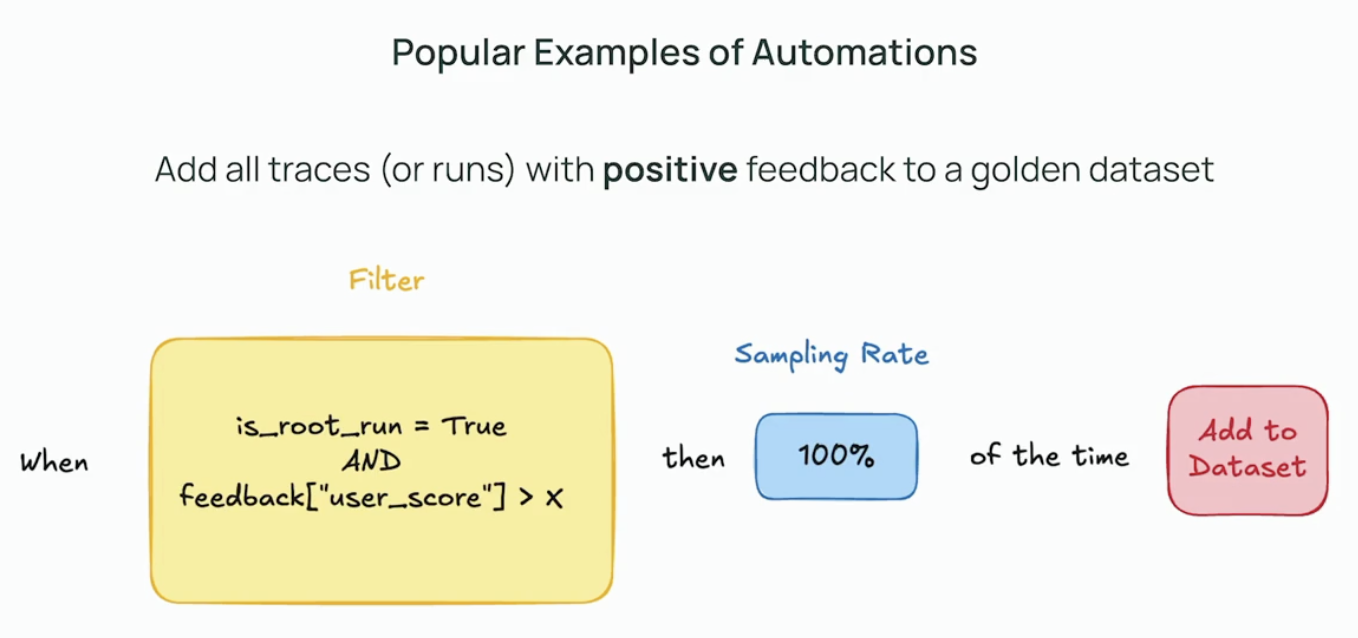 Popular Examples of Automations
Add all traces (or runs) with positive feedback to a golden dataset
Filter
Sampling Rate
When
is_root_run = True
AND
feedback["user_score"] > x
then
100%
of the time
Add to
Dataset